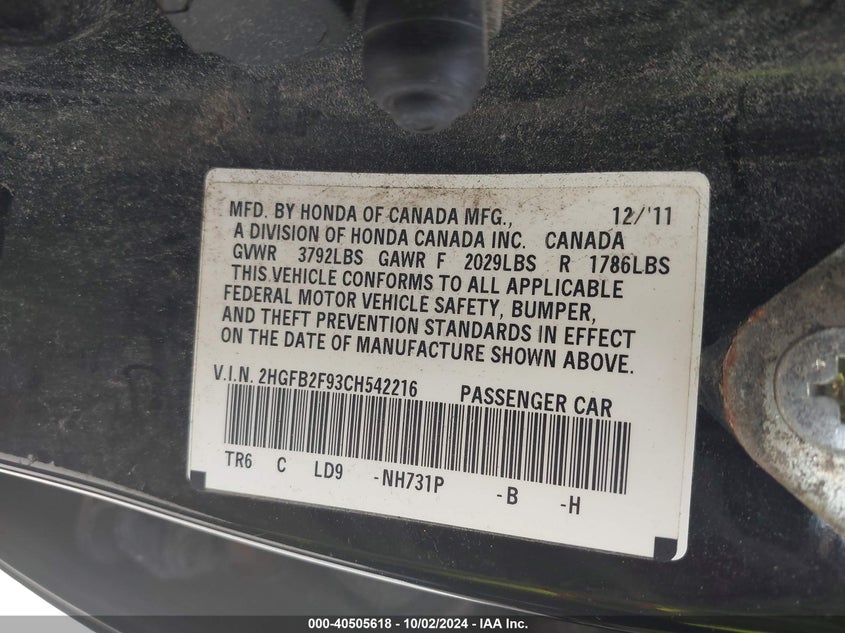 MFD. BY HONDA OF CANADA MFG., 12/'11
A DIVISION OF HONDA CANADA INC. CANADA
GVWR 3792LBS GAWR F 2029LBS R 1786LBS
THIS VEHICLE CONFORMS TO ALL APPLICABLE
FEDERAL MOTOR VEHICLE SAFETY, BUMPER,
AND THEFT PREVENTION STANDARDS IN EFFECT
ON THE DATE OF MANUFACTURE SHOWN ABOVE.
V.I.N. 2HGFB2F93CH542216 PASSENGER CAR
TR6 C LD9 -NH731P -B -H
000-40505618 - 10/02/2024 - IAA Inc.